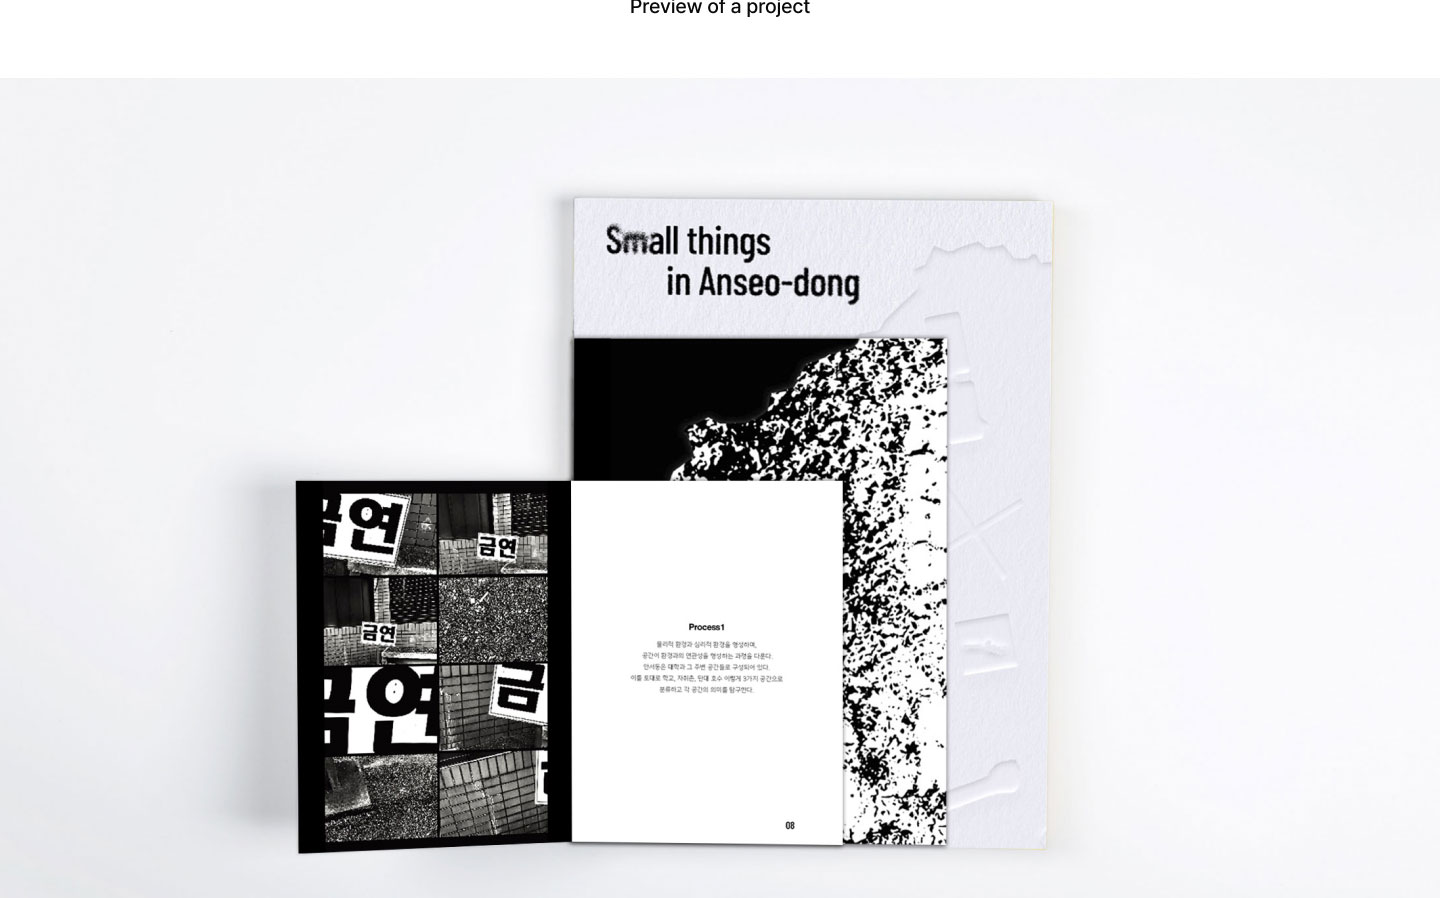 Preview of a project
Small things
in Anseo-dong
금연
금연
금연
금연
금
Process1
물리적 환경과 심리적 환경을 형성하며,
공간이 환경과의 연관성을 형성하는 과정을 다룬다.
안서동은 대학과 그 주변 공간들로 구성되어 있다.
이를 토대로 학교, 자취촌, 단대 호수 이렇게 3가지 공간으로
분류하고 각 공간의 의미를 탐구한다.
08